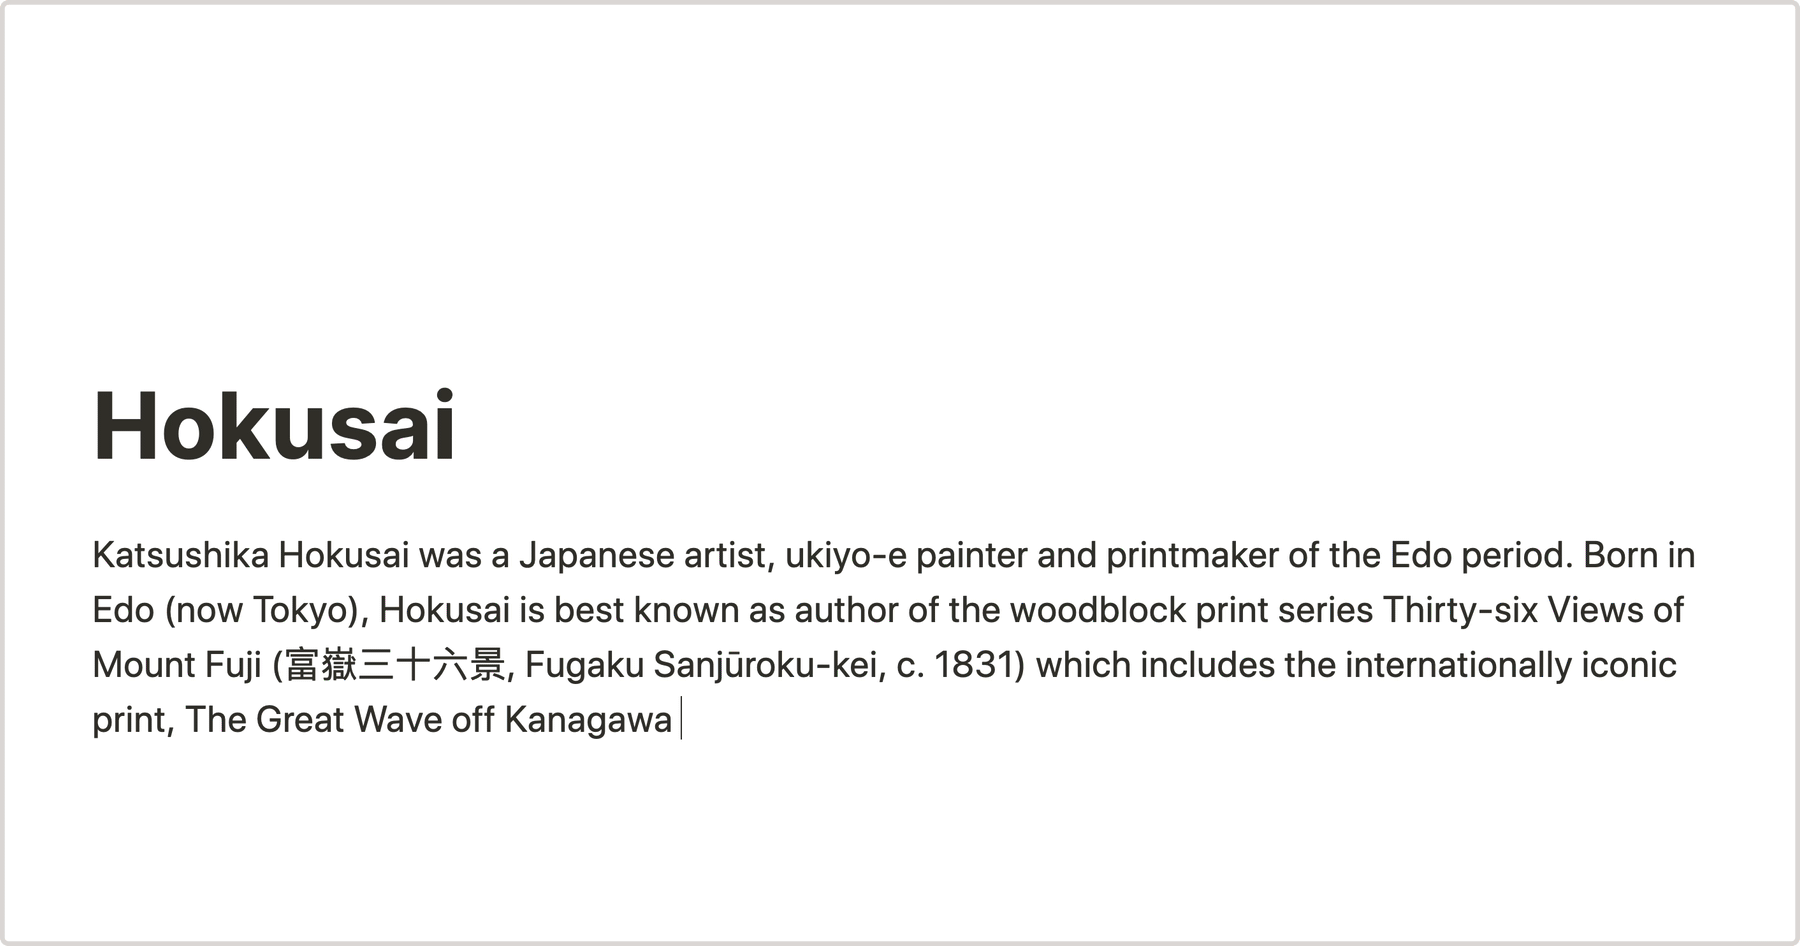 Hokusai
Katsushika Hokusai was a Japanese artist, ukiyo-e painter and printmaker of the Edo period. Born in
Edo (now Tokyo), Hokusai is best known as author of the woodblock print series Thirty-six Views of
Mount Fuji (富嶽三十六景, Fugaku Sanjūroku-kei, c. 1831) which includes the internationally iconic
print, The Great Wave off Kanagawa